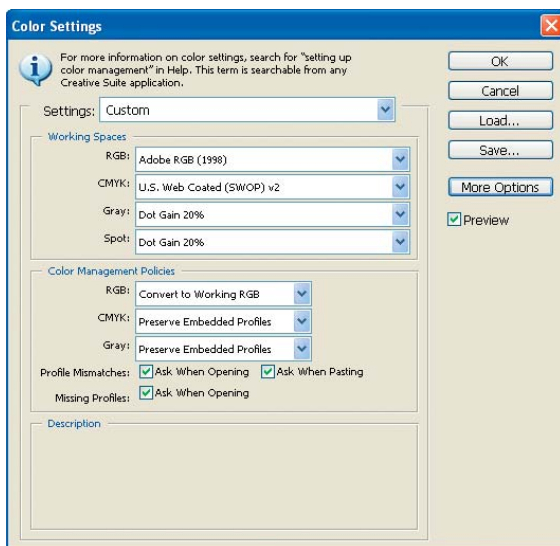 Color Settings
For more information on color settings, search for "setting up
color management" in Help. This term is searchable from any
Creative Suite application.
Settings: Custom
Working Spaces
RGB: Adobe RGB (1998)
CMYK: U.S. Web Coated (SWOP) v2
Gray: Dot Gain 20%
Spot: Dot Gain 20%
Color Management Policies
RGB: Convert to Working RGB
CMYK: Preserve Embedded Profiles
Gray: Preserve Embedded Profiles
Profile Mismatches: Ask When Opening Ask When Pasting
Missing Profiles: Ask When Opening
Description
OK
Cancel
Load...
Save...
More Options
Preview